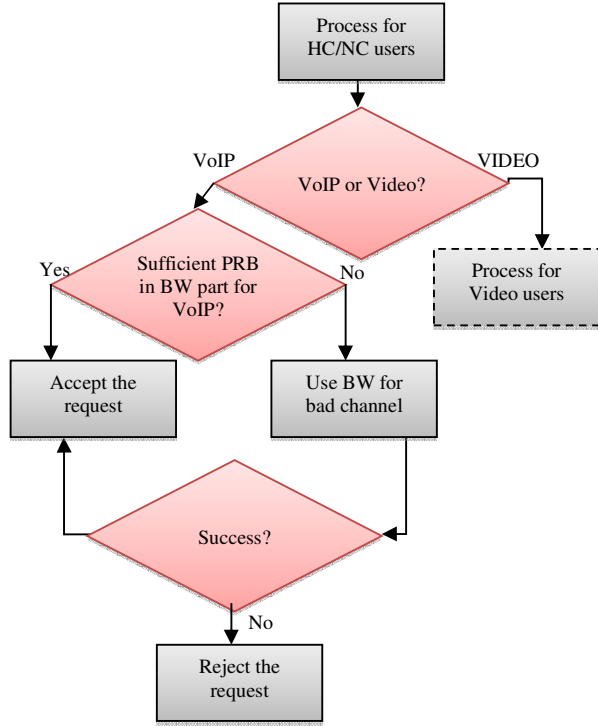 Process for
HC/NC users
VoIP
VIDEO
VoIP or Video?
Yes
Sufficient PRB
in BW part for
VoIP?
No
Process for
Video users
Accept the
request
Use BW for
bad channel
Success?
No
Reject the
request